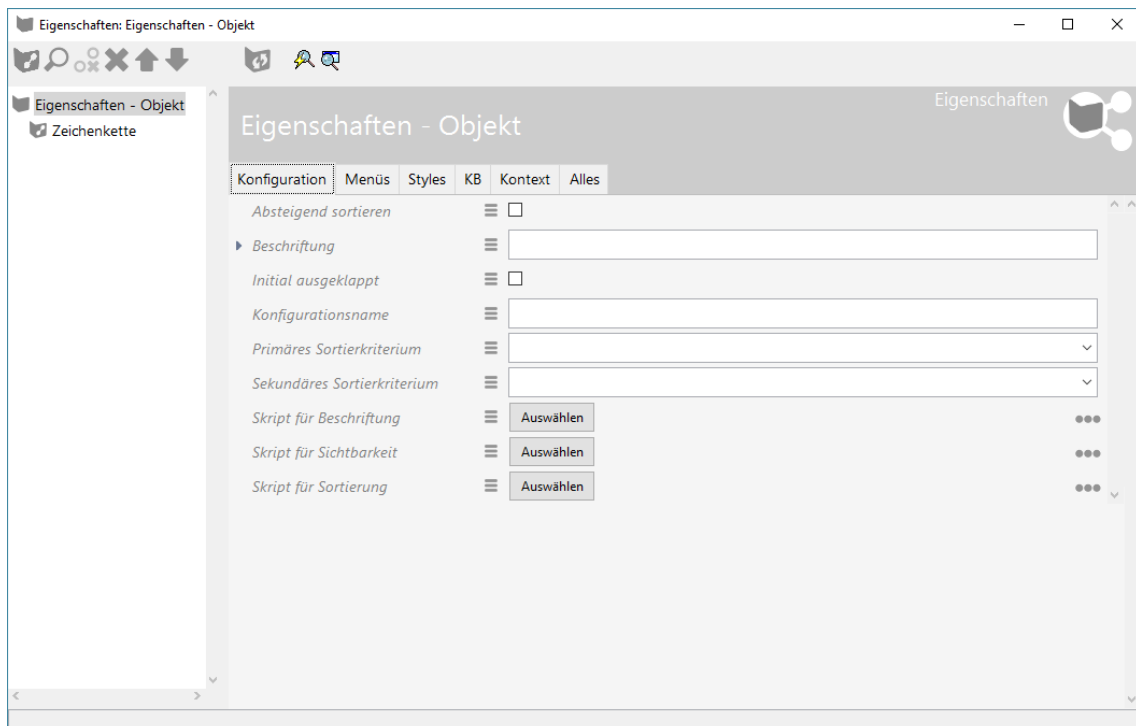 Eigenschaften: Eigenschaften - Objekt
Eigenschaften - Objekt
Zeichenkette
Eigenschaften
Eigenschaften - Objekt
Konfiguration Menüs Styles KB Kontext Alles
Absteigend sortieren
Beschriftung
Initial ausgeklappt
Konfigurationsname
Primäres Sortierkriterium
Sekundäres Sortierkriterium
Skript für Beschriftung Auswählen
Skript für Sichtbarkeit Auswählen
Skript für Sortierung Auswählen